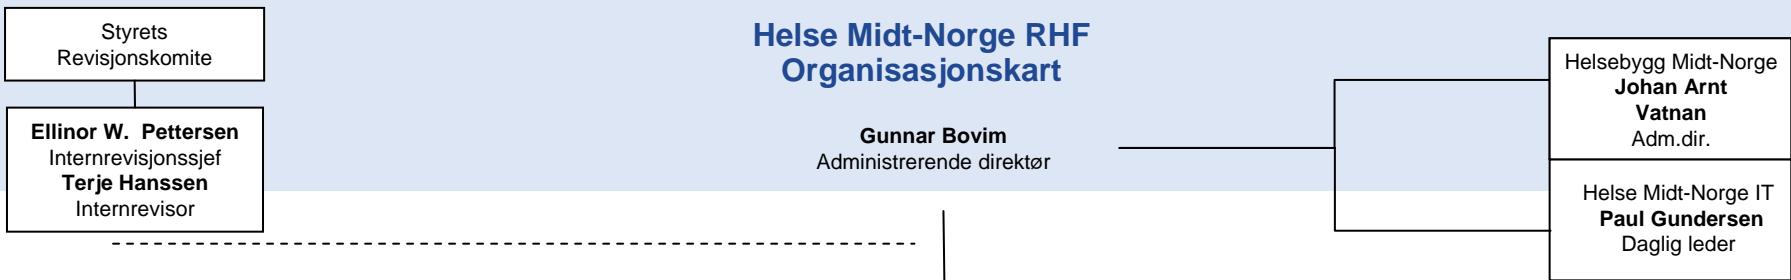 Styrets
Revisjonskomite
Ellinor W. Pettersen
Internrevisjonssjef
Terje Hanssen
Internrevisor
Helse Midt-Norge RHF
Organisasjonskart
Gunnar Bovim
Administrerende direktør
Helsebygg Midt-Norge
Johan Arnt
Vatnan
Adm.dir.
Helse Midt-Norge IT
Paul Gundersen
Daglig leder